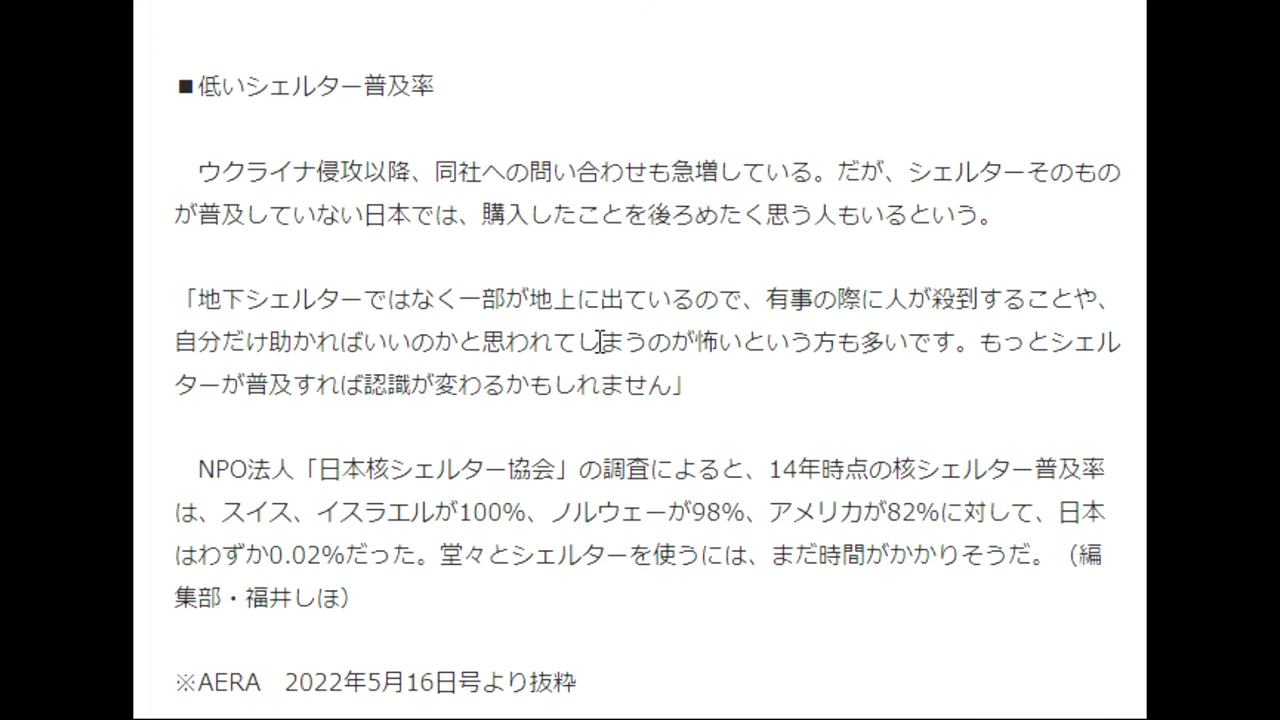 ■低いシェルター普及率
　ウクライナ侵攻以降、同社への問い合わせも急増している。だが、シェルターそのもの
が普及していない日本では、購入したことを後ろめたく思う人もいるという。
「地下シェルターではなく一部が地上に出ているので、有事の際に人が殺到することや、
自分だけ助かればいいのかと思われてしまうのが怖いという方も多いです。もっとシェル
ターが普及すれば認識が変わるかもしれません」
　NPO法人「日本核シェルター協会」の調査によると、14年時点の核シェルター普及率
は、スイス、イスラエルが100%、ノルウェーが98%、アメリカが82%に対して、日本
はわずか0.02%だった。堂々とシェルターを使うには、まだ時間がかかりそうだ。（編
集部・福井しほ）
※AERA　2022年5月16日号より抜粋